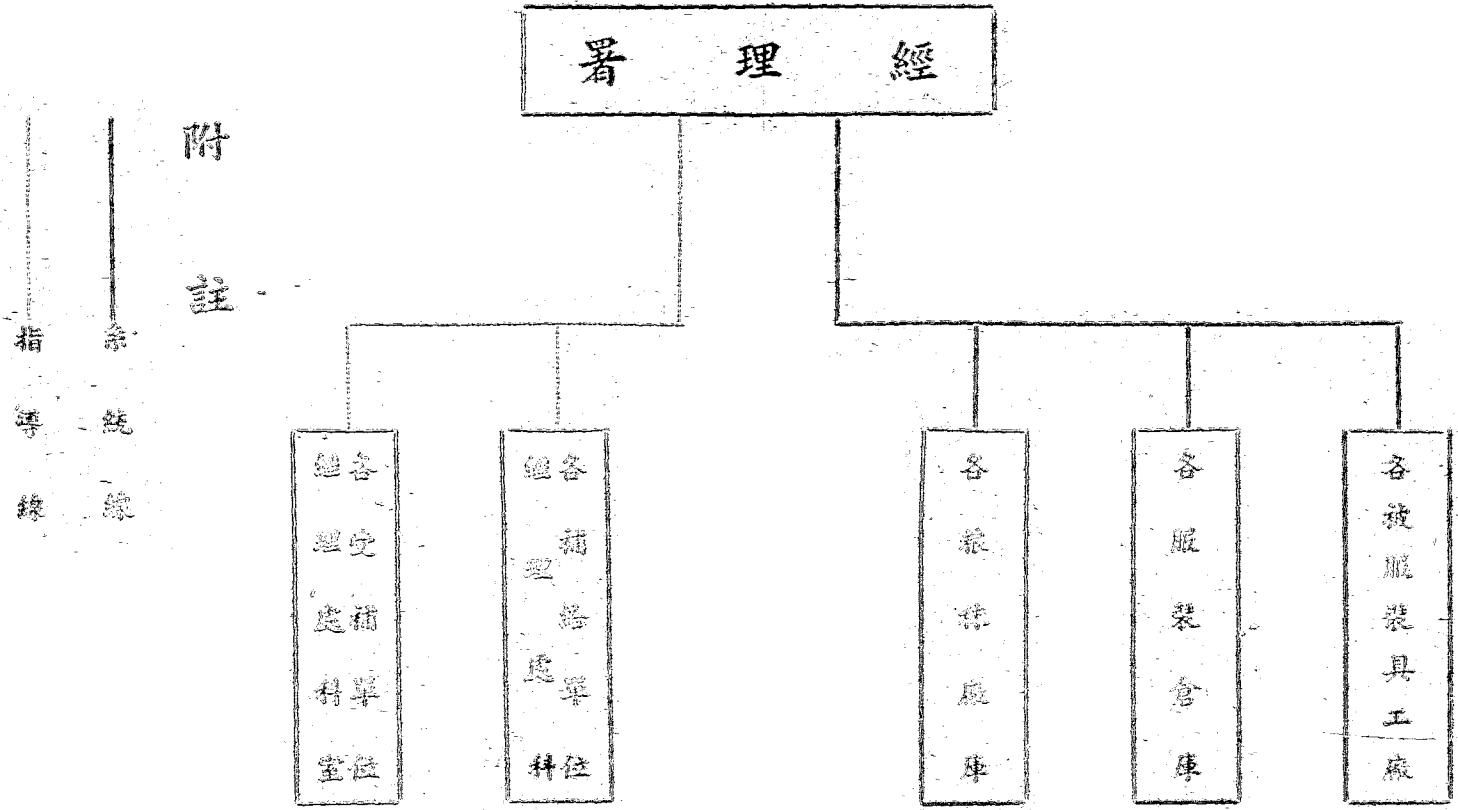 經理署
各被服裝具工廠
各服裝倉庫
各粮秣廠庫
各補給單位
經理處科
各受補單位
經理處科室
附註
系統線
指導線